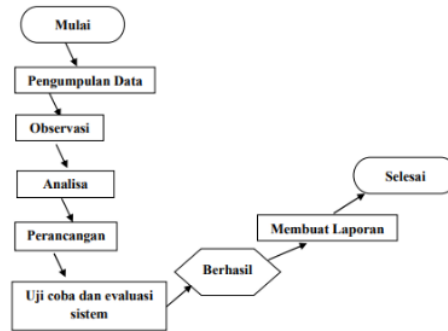 Mulai
Pengumpulan Data
Observasi
Analisa
Perancangan
Uji coba dan evaluasi
sistem
Berhasil
Membuat Laporan
Selesai